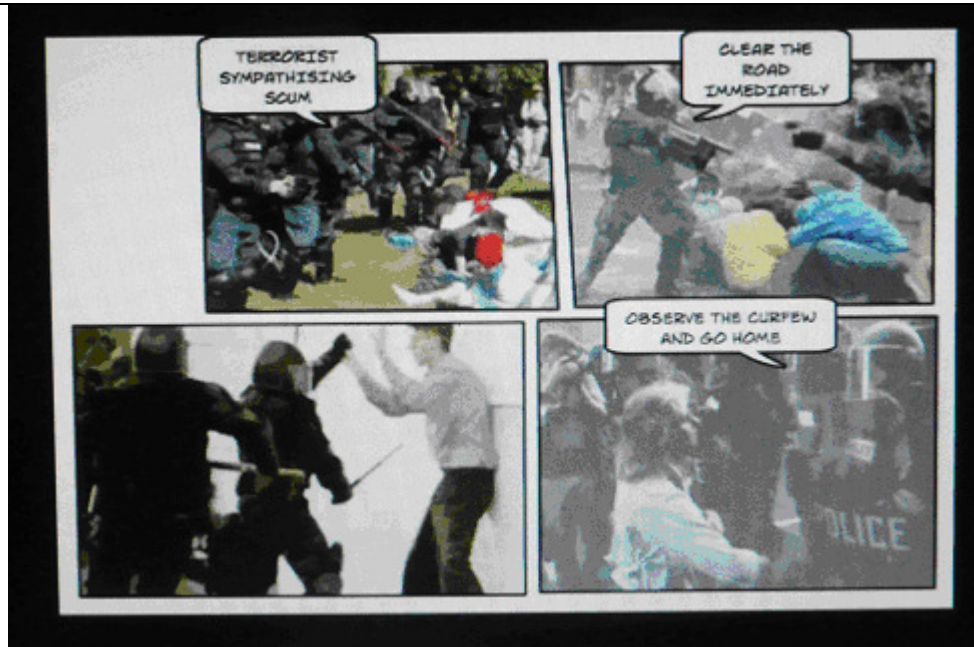 TERRORIST
SYMPATHISING
SCUM
CLEAR THE
ROAD
IMMEDIATELY
OBSERVE THE CURFEW
AND GO HOME
POLICE